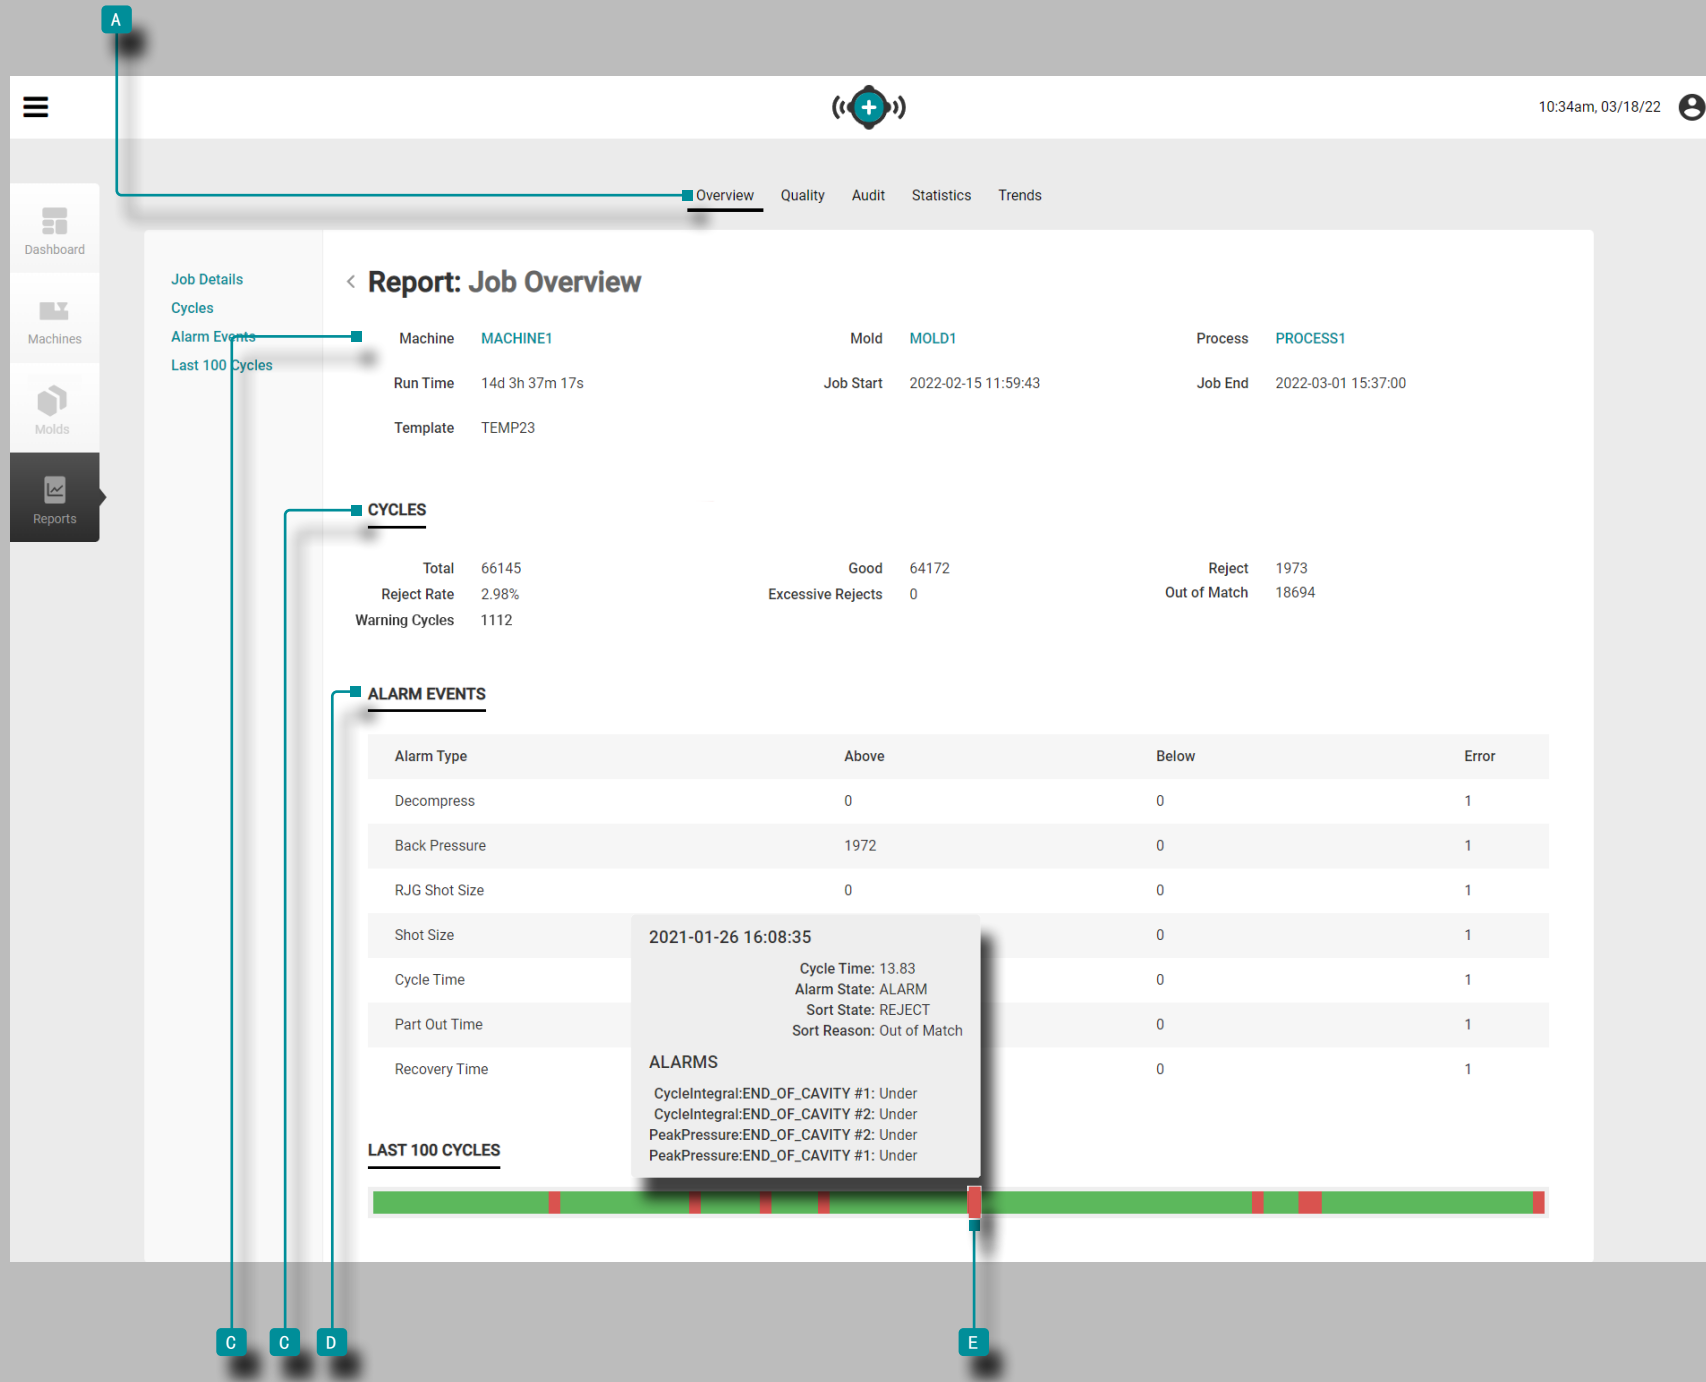 A
10:34am, 03/18/22
Overview Quality Audit Statistics Trends
Dashboard
Machines
Molds
Reports
Job Details
Cycles
Alarm Events
Last 100 Cycles
< Report: Job Overview
Machine MACHINE1 Mold MOLD1 Process PROCESS1
Run Time 14d 3h 37m 17s Job Start 2022-02-15 11:59:43 Job End 2022-03-01 15:37:00
Template TEMP23
CYCLES
Total 66145 Good 64172 Reject 1973
Reject Rate 2.98% Excessive Rejects 0 Out of Match 18694
Warning Cycles 1112
ALARM EVENTS
Alarm Type Above Below Error
Decompress 0 0 1
Back Pressure 1972 0 1
RJG Shot Size 0 0 1
Shot Size 0 1
Cycle Time 0 1
Part Out Time 0 1
Recovery Time 0 1
2021-01-26 16:08:35
Cycle Time: 13.83
Alarm State: ALARM
Sort State: REJECT
Sort Reason: Out of Match
ALARMS
CycleIntegral:END_OF_CAVITY #1: Under
CycleIntegral:END_OF_CAVITY #2: Under
PeakPressure:END_OF_CAVITY #2: Under
PeakPressure:END_OF_CAVITY #1: Under
LAST 100 CYCLES
C C D E